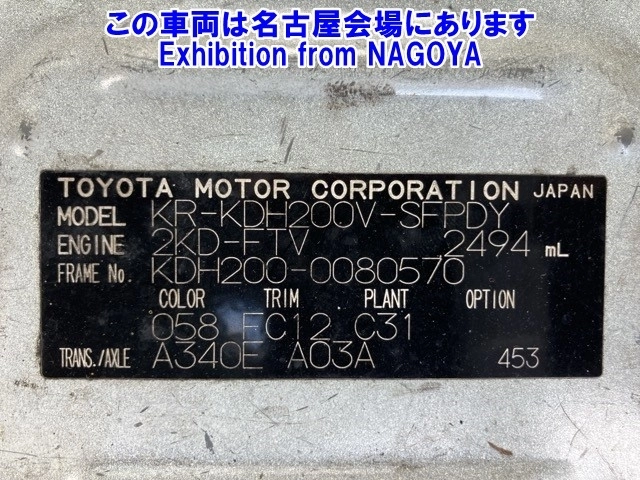 この車両は名古屋会場にあります
Exhibition from NAGOYA
TOYOTA MOTOR CORPORATION JAPAN
MODEL KR-KDH200V-SFPDY
ENGINE 2KD-FTV 2494 mL
FRAME No. KDH200-0080570
COLOR TRIM PLANT OPTION
058 FC12 C31
TRANS./AXLE A340E A03A 453